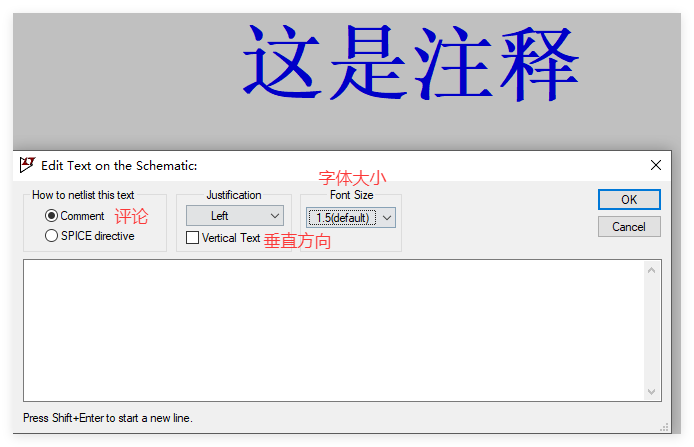 这是注释
Edit Text on the Schematic:
字体大小
How to netlist this text
Justification
Font Size
Comment 评论
Left
1.5(default)
SPICE directive
Vertical Text 垂直方向
OK
Cancel
Press Shift+Enter to start a new line.